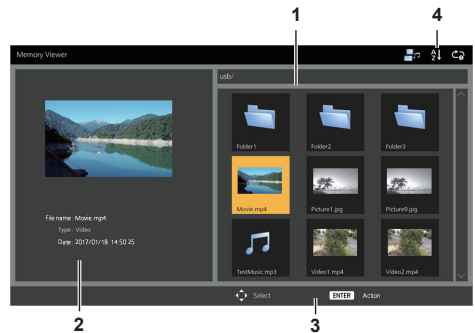 1
4
Memory Viewer
usb/
Folder1
Folder2
Folder3
Movie.mp4
Picture1.jpg
Picture9.jpg
File name : Movie.mp4
Type : Video
Date : 2017/01/18 14:50:25
TestMusic.mp3
Video1.mp4
Video2.mp4
Select
ENTER
Action
2
3